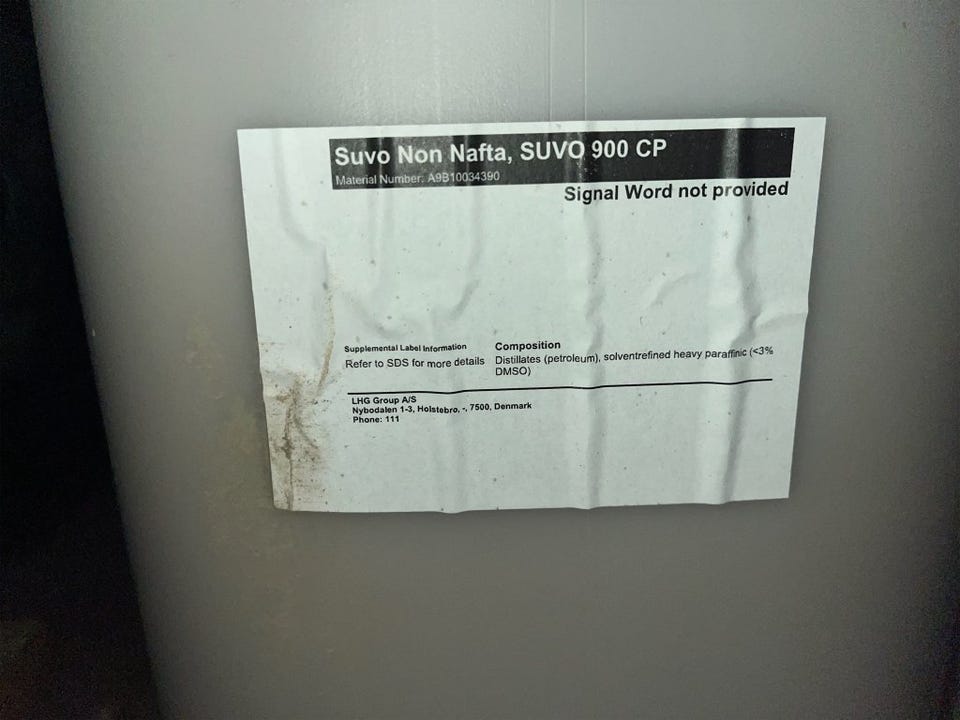 Suvo Non Nafta, SUVO 900 CP
Material Number: A9B10034390
Signal Word not provided
Supplemental Label Information
Refer to SDS for more details
Composition
Distillates (petroleum), solventrefined heavy paraffinic (<3%
DMSO)
LHG Group A/S
Nybodalen 1-3, Holstebro, -, 7500, Denmark
Phone: 111